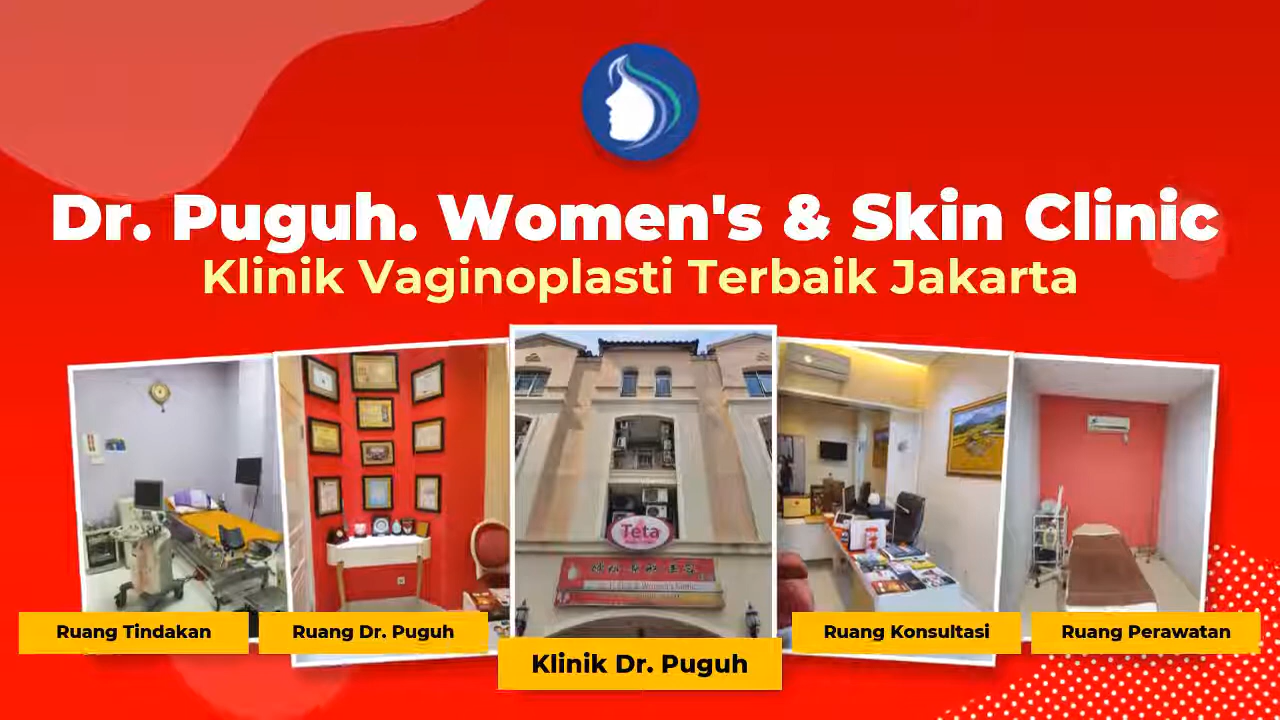 Dr. Puguh. Women's & Skin Clinic
Klinik Vaginoplasti Terbaik Jakarta
Teta
Ruang Tindakan
Ruang Dr. Puguh
Klinik Dr. Puguh
Ruang Konsultasi
Ruang Perawatan